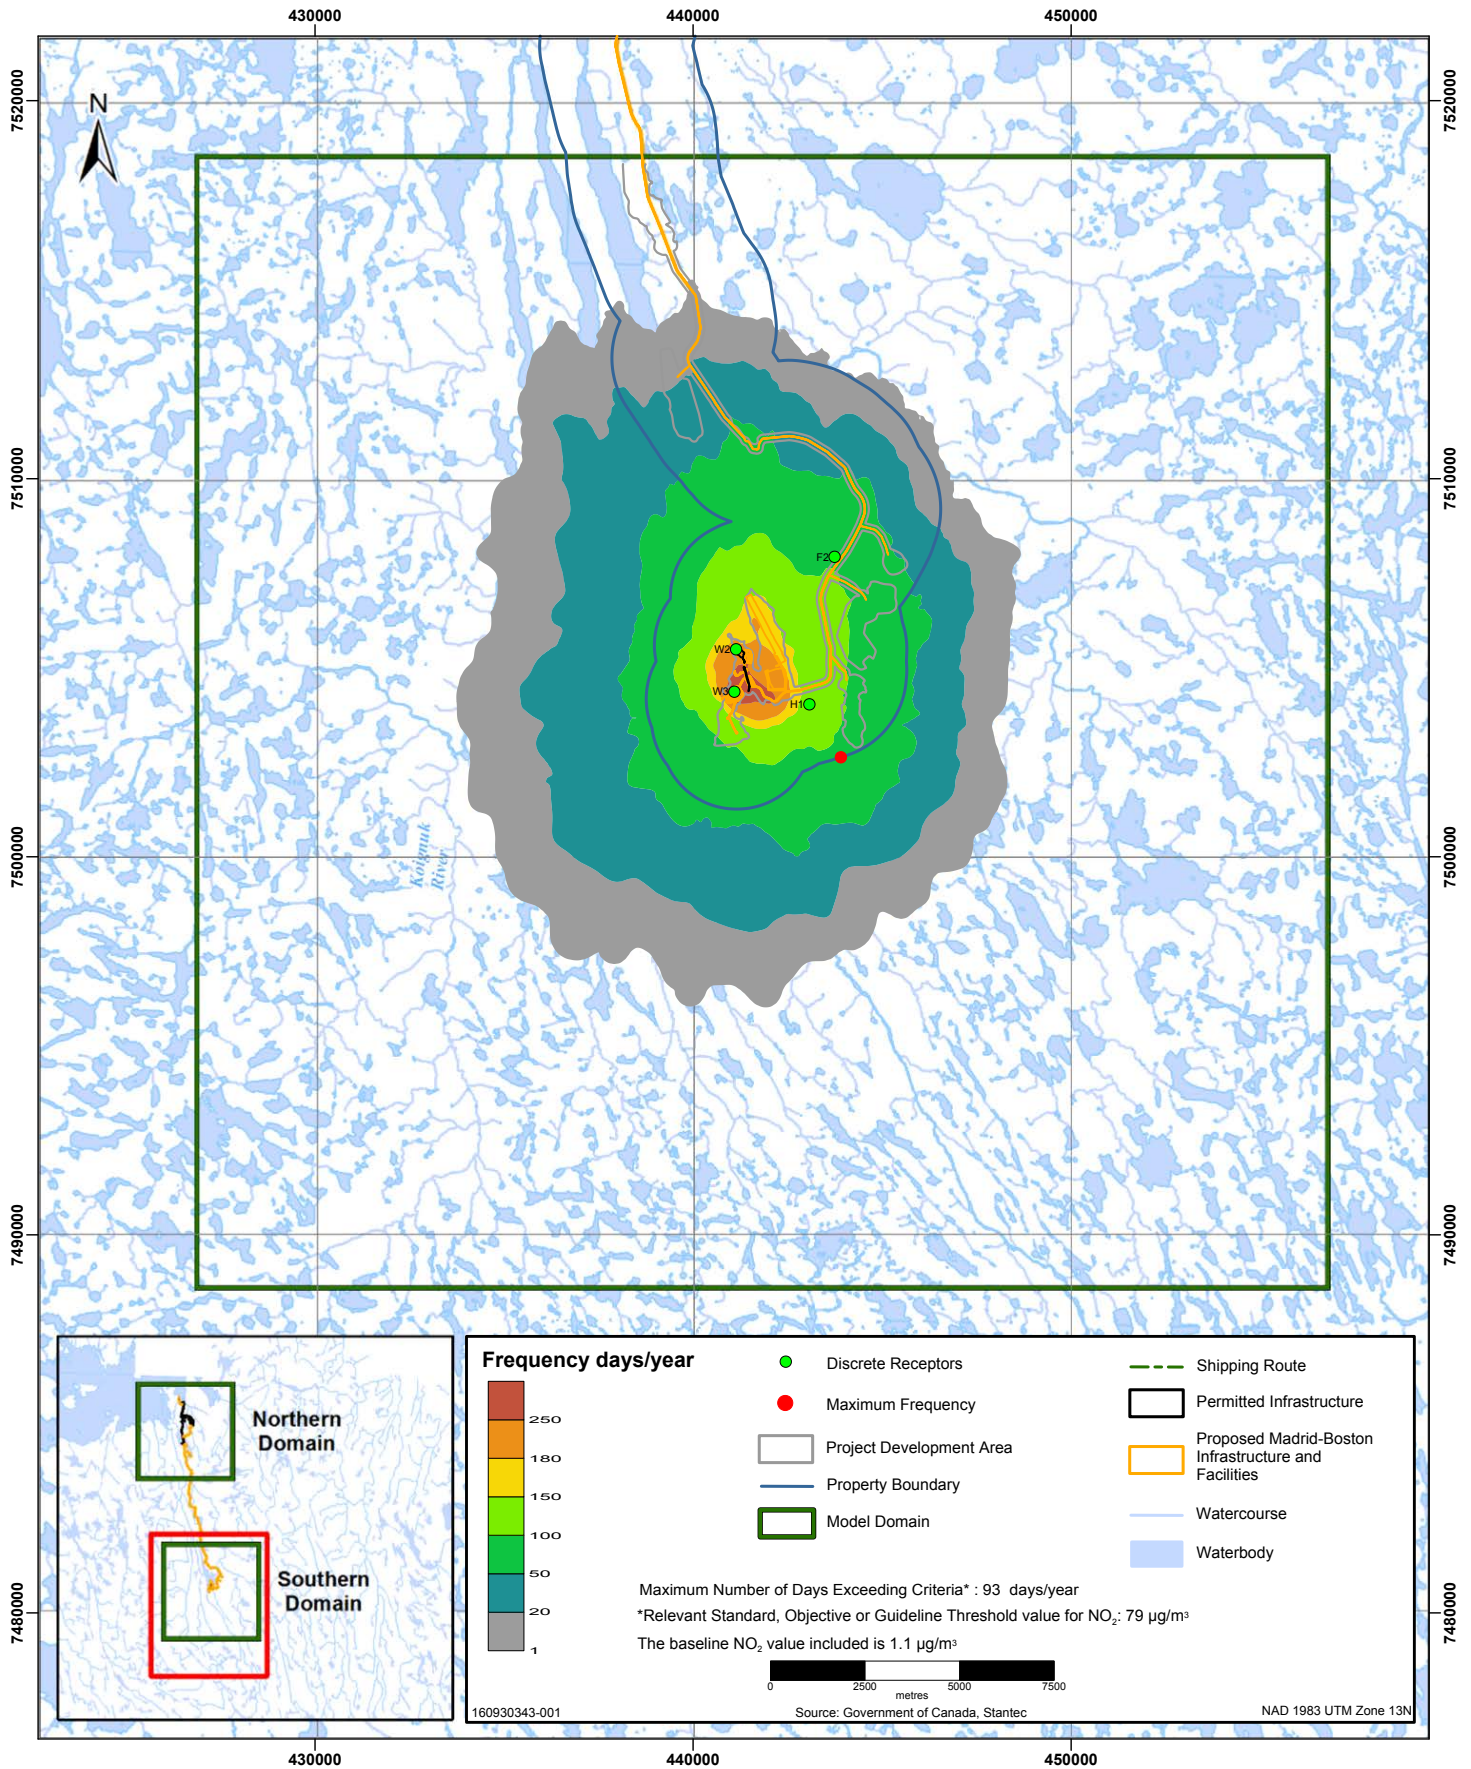 430000
440000
450000
7520000
7520000
N
7510000
7510000
F2
W2
W3
H1
7500000
7500000
Koignuk
River
7490000
7490000
Northern
Domain
Southern
Domain
7480000
7480000
Frequency days/year
250
180
150
100
50
20
1
Discrete Receptors
Maximum Frequency
Project Development Area
Property Boundary
Model Domain
Shipping Route
Permitted Infrastructure
Proposed Madrid-Boston
Infrastructure and
Facilities
Watercourse
Waterbody
Maximum Number of Days Exceeding Criteria* : 93 days/year
*Relevant Standard, Objective or Guideline Threshold value for NO₂: 79 µg/m³
The baseline NO₂ value included is 1.1 µg/m³
0 2500 5000 7500
metres
160930343-001
Source: Government of Canada, Stantec
NAD 1983 UTM Zone 13N
430000
440000
450000